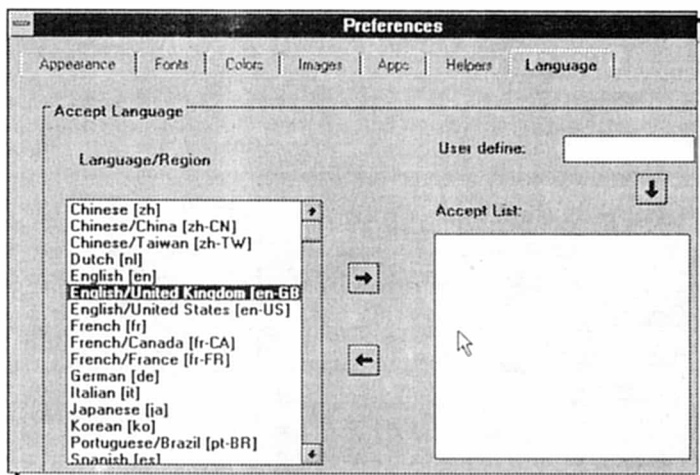 Preferences
Appearance Fonts Colors Images Apps Helpers Language
Accept Language
Language/Region
User define:
Accept List:
Chinese [zh]
Chinese/China [zh-CN]
Chinese/Taiwan [zh-TW]
Dutch [nl]
English [en]
English/United Kingdom [en-GB
English/United States [en-US]
French [fr]
French/Canada [fr-CA]
French/France [fr-FR]
German [de]
Italian [it]
Japanese [ja]
Korean [ko]
Portuguese/Brazil [pt-BR]
Spanish [es]